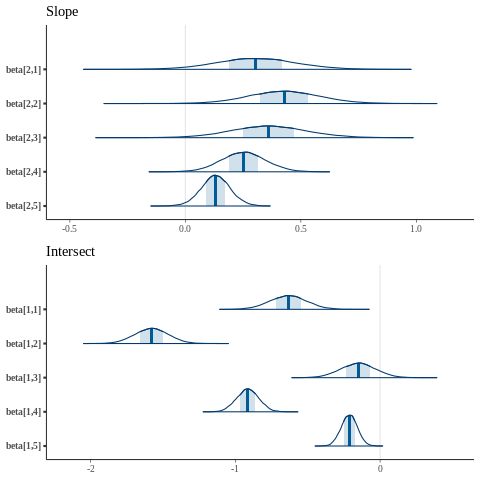 Slope
beta[2,1]
beta[2,2]
beta[2,3]
beta[2,4]
beta[2,5]
-0.5 0.0 0.5 1.0
Intersect
beta[1,1]
beta[1,2]
beta[1,3]
beta[1,4]
beta[1,5]
-2 -1 0